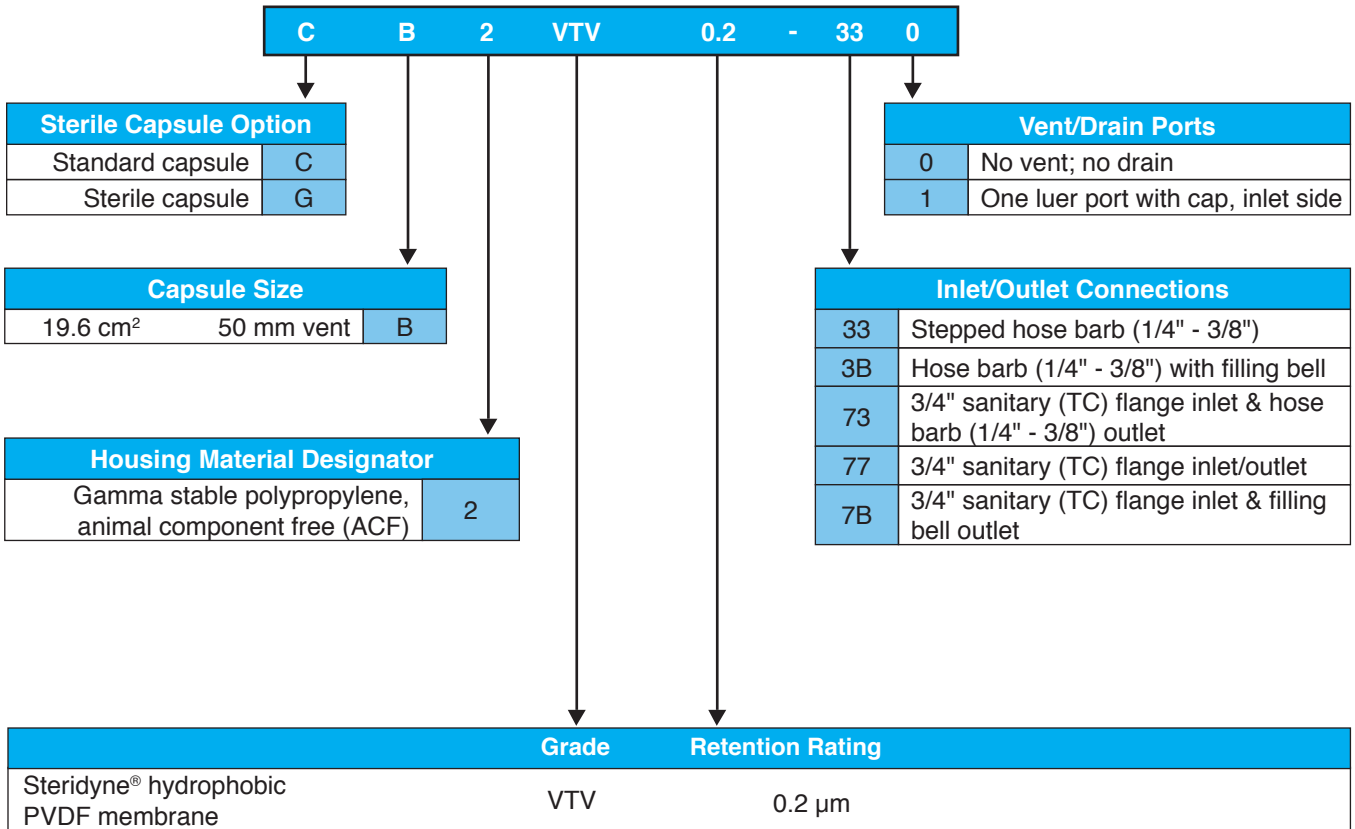 C B 2 VTV 0.2 - 33 0
Sterile Capsule Option
Standard capsule C
Sterile capsule G
Vent/Drain Ports
0 No vent; no drain
1 One luer port with cap, inlet side
Capsule Size
19.6 cm² 50 mm vent B
Inlet/Outlet Connections
33 Stepped hose barb (1/4" - 3/8")
3B Hose barb (1/4" - 3/8") with filling bell
73 3/4" sanitary (TC) flange inlet & hose
barb (1/4" - 3/8") outlet
77 3/4" sanitary (TC) flange inlet/outlet
7B 3/4" sanitary (TC) flange inlet & filling
bell outlet
Housing Material Designator
Gamma stable polypropylene,
animal component free (ACF) 2
Grade Retention Rating
Steridyne® hydrophobic
PVDF membrane VTV 0.2 µm